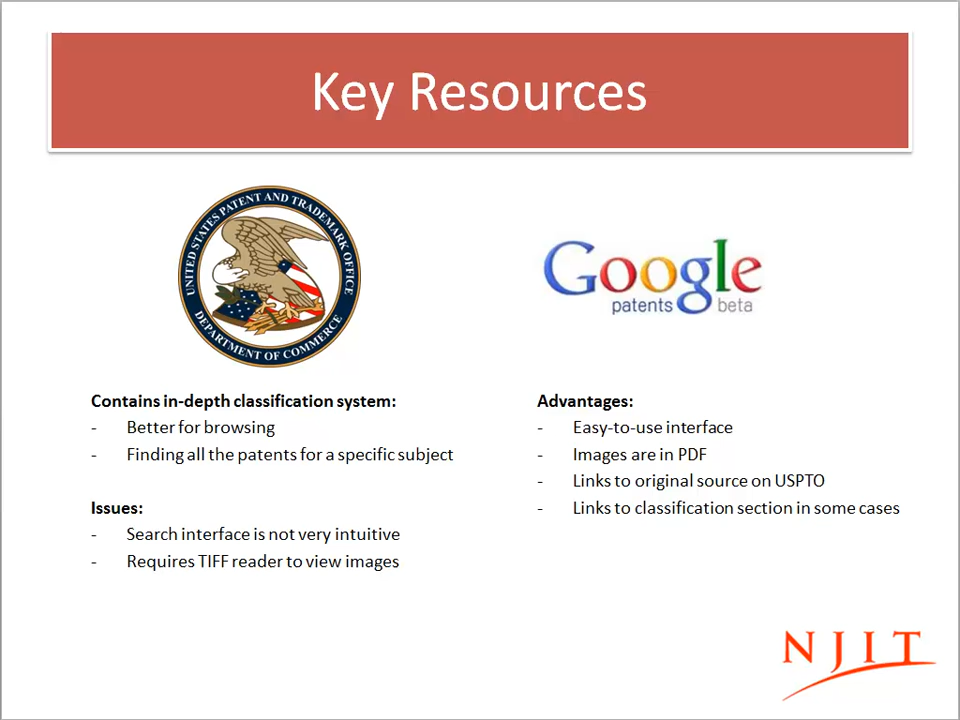 Key Resources
UNITED STATES PATENT AND TRADEMARK OFFICE
DEPARTMENT OF COMMERCE
Google
patents beta
Contains in-depth classification system:
- Better for browsing
- Finding all the patents for a specific subject
Issues:
- Search interface is not very intuitive
- Requires TIFF reader to view images
Advantages:
- Easy-to-use interface
- Images are in PDF
- Links to original source on USPTO
- Links to classification section in some cases
NJIT